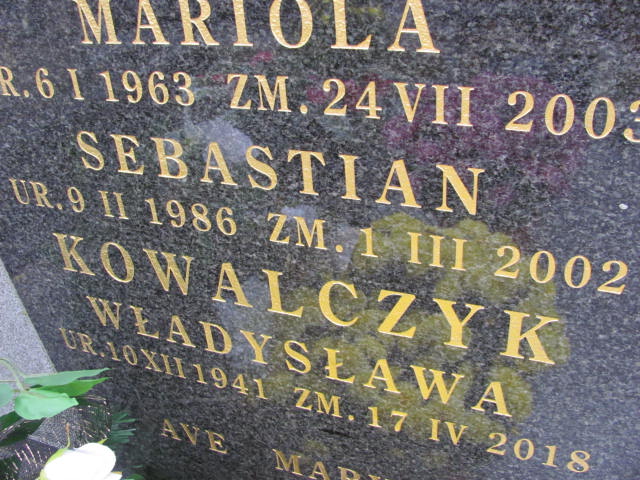 MARIOLA
R. 6 I 1963 ZM. 24 VII 2003
SEBASTIAN
UR. 9 II 1986 ZM. 1 III 2002
KOWALCZYK
WŁADYSŁAWA
UR. 10 XII 1941 ZM. 17 IV 2018
AVE